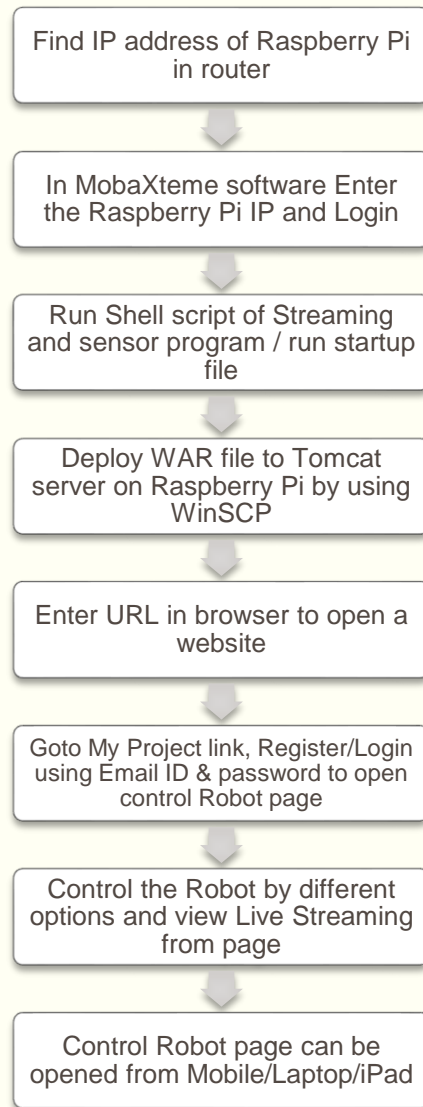 Find IP address of Raspberry Pi
in router
In MobaXteme software Enter
the Raspberry Pi IP and Login
Run Shell script of Streaming
and sensor program / run startup
file
Deploy WAR file to Tomcat
server on Raspberry Pi by using
WinSCP
Enter URL in browser to open a
website
Goto My Project link, Register/Login
using Email ID & password to open
control Robot page
Control the Robot by different
options and view Live Streaming
from page
Control Robot page can be
opened from Mobile/Laptop/iPad